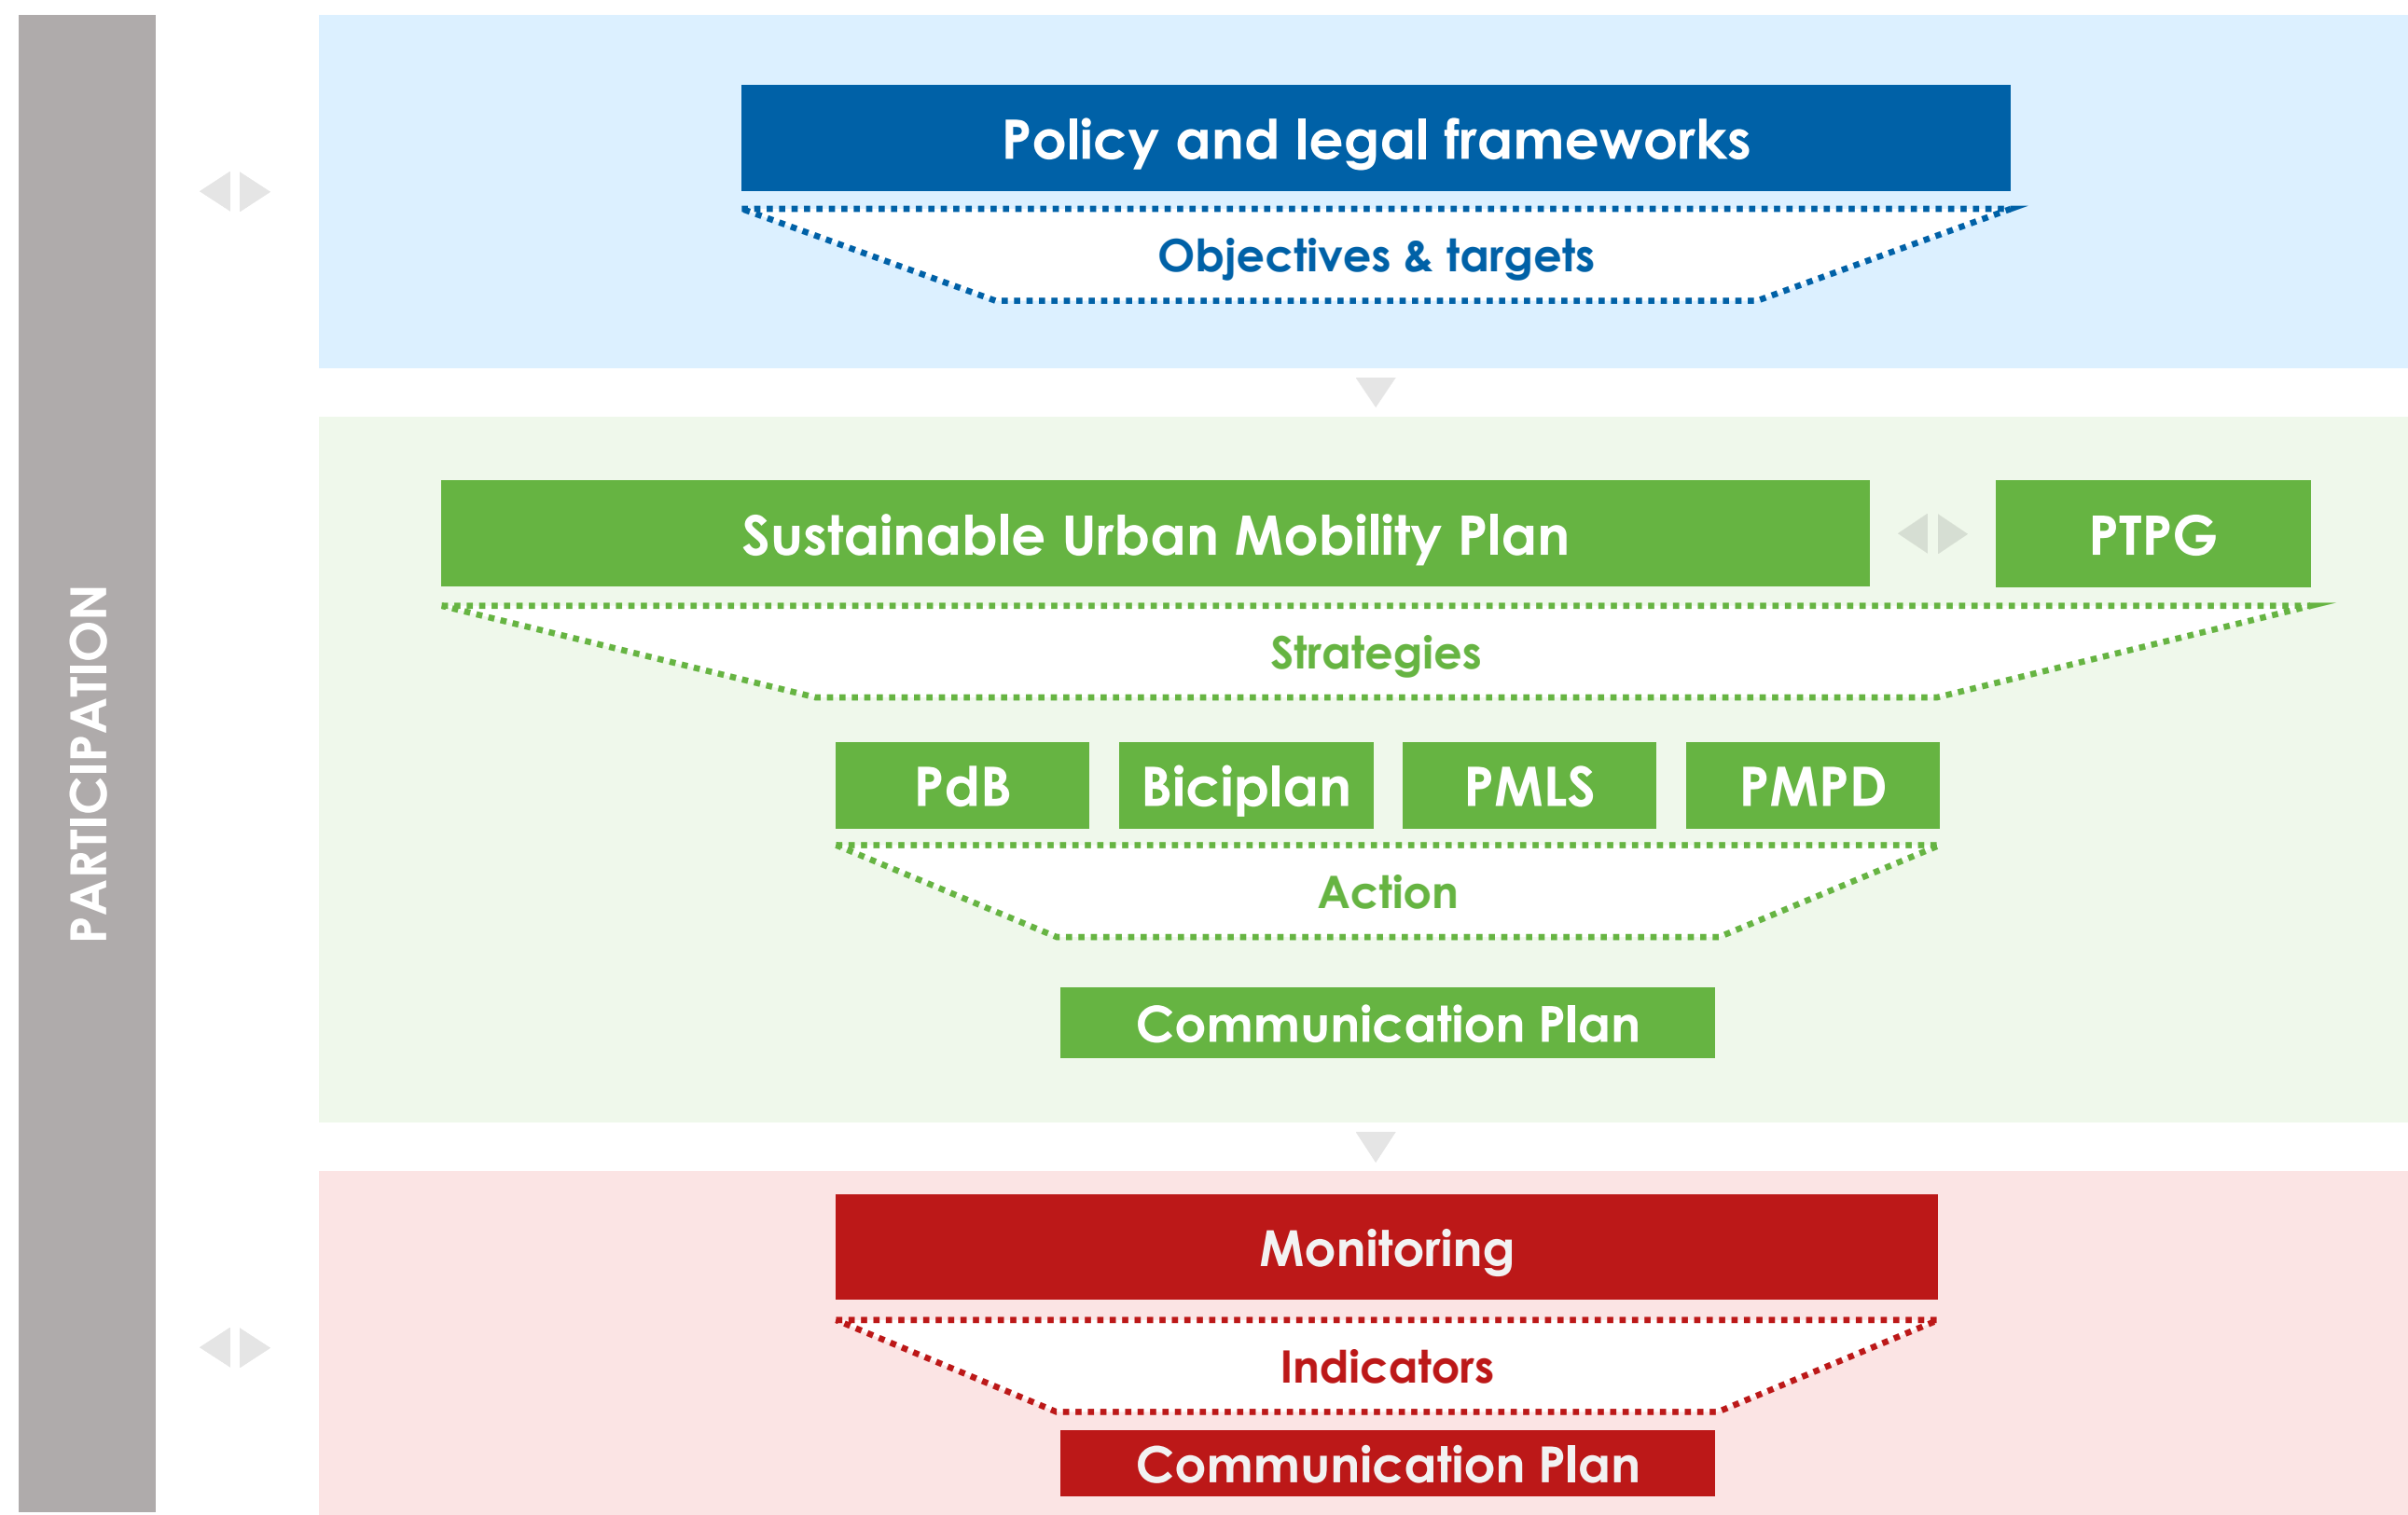 PARTICIPATION
Policy and legal frameworks
Objectives & targets
Sustainable Urban Mobility Plan
PTPG
Strategies
PdB
Biciplan
PMLS
PMPD
Action
Communication Plan
Monitoring
Indicators
Communication Plan